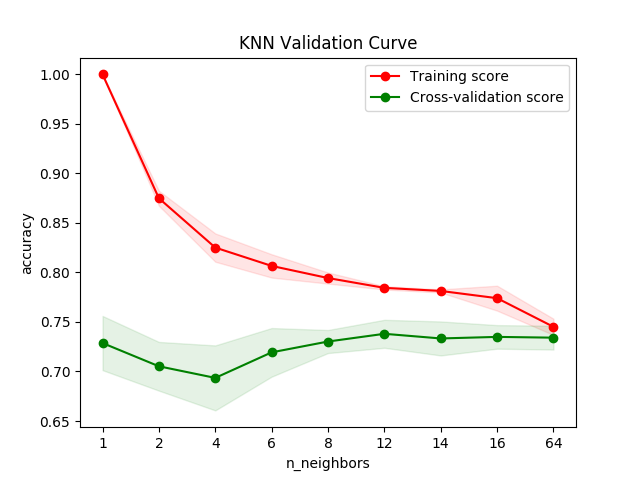 KNN Validation Curve
Training score
Cross-validation score
1.00
0.95
0.90
0.85
0.80
0.75
0.70
0.65
accuracy
1 2 4 6 8 12 14 16 64
n_neighbors